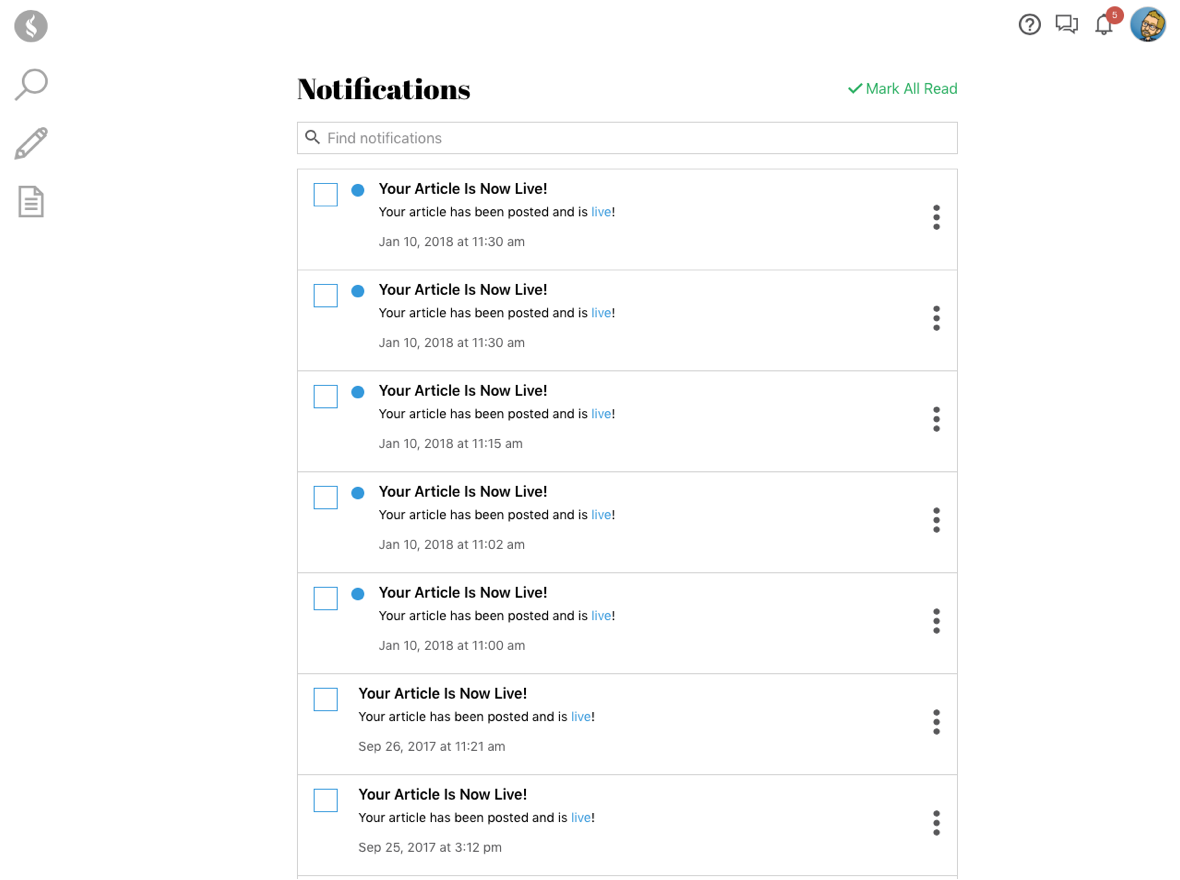 5
Notifications
Mark All Read
Find notifications
Your Article Is Now Live!
Your article has been posted and is live!
Jan 10, 2018 at 11:30 am
Your Article Is Now Live!
Your article has been posted and is live!
Jan 10, 2018 at 11:30 am
Your Article Is Now Live!
Your article has been posted and is live!
Jan 10, 2018 at 11:15 am
Your Article Is Now Live!
Your article has been posted and is live!
Jan 10, 2018 at 11:02 am
Your Article Is Now Live!
Your article has been posted and is live!
Jan 10, 2018 at 11:00 am
Your Article Is Now Live!
Your article has been posted and is live!
Sep 26, 2017 at 11:21 am
Your Article Is Now Live!
Your article has been posted and is live!
Sep 25, 2017 at 3:12 pm